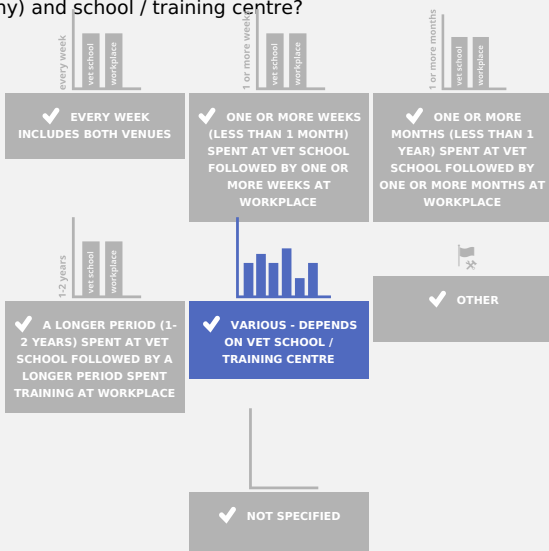 ny) and school / training centre?
every week
vet school
workplace
EVERY WEEK
INCLUDES BOTH VENUES
1 or more weeks
vet school
workplace
ONE OR MORE WEEKS
(LESS THAN 1 MONTH)
SPENT AT VET SCHOOL
FOLLOWED BY ONE OR
MORE WEEKS AT
WORKPLACE
1 or more months
vet school
workplace
ONE OR MORE
MONTHS (LESS THAN 1
YEAR) SPENT AT VET
SCHOOL FOLLOWED BY
ONE OR MORE MONTHS AT
WORKPLACE
1-2 years
vet school
workplace
A LONGER PERIOD (1-
2 YEARS) SPENT AT VET
SCHOOL FOLLOWED BY A
LONGER PERIOD SPENT
TRAINING AT WORKPLACE
VARIOUS - DEPENDS
ON VET SCHOOL /
TRAINING CENTRE
OTHER
NOT SPECIFIED